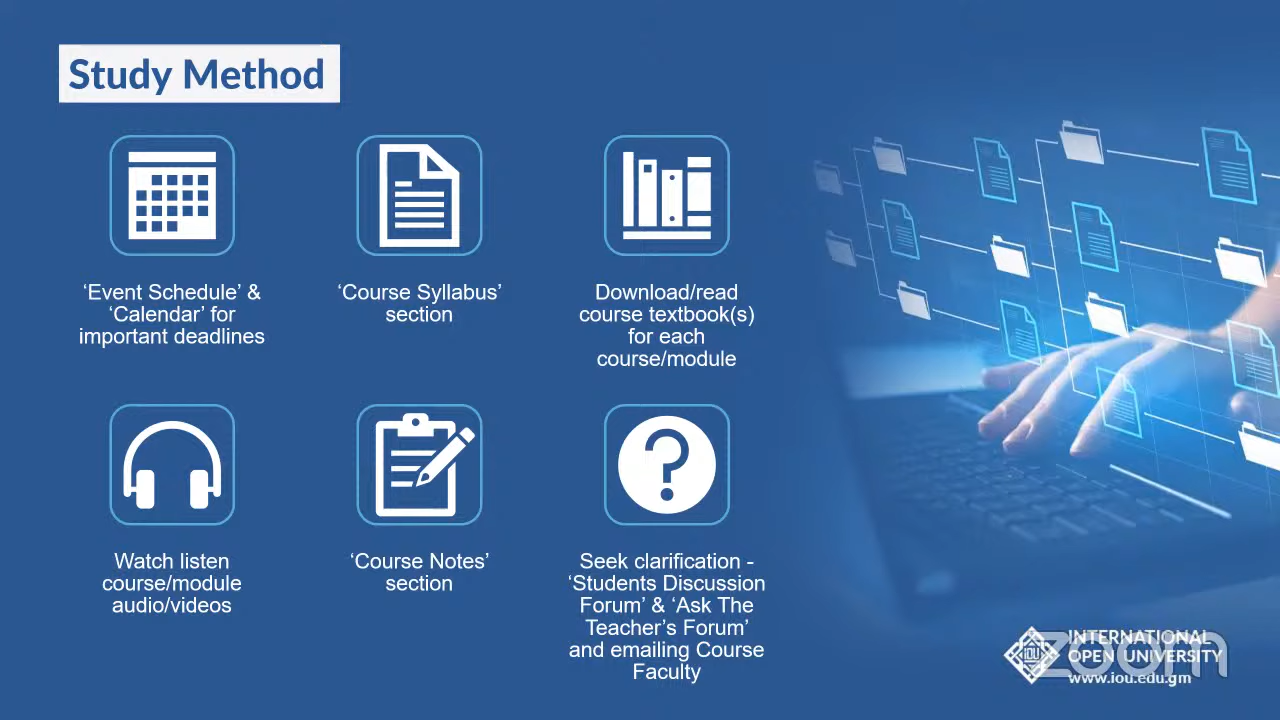 Study Method
‘Event Schedule’ &
‘Calendar’ for
important deadlines
‘Course Syllabus’
section
Download/read
course textbook(s)
for each
course/module
Watch listen
course/module
audio/videos
‘Course Notes’
section
Seek clarification -
‘Students Discussion
Forum’ & ‘Ask The
Teacher’s Forum’
and emailing Course
Faculty
IOU
INTERNATIONAL
OPEN UNIVERSITY
www.iou.edu.gm
zoom